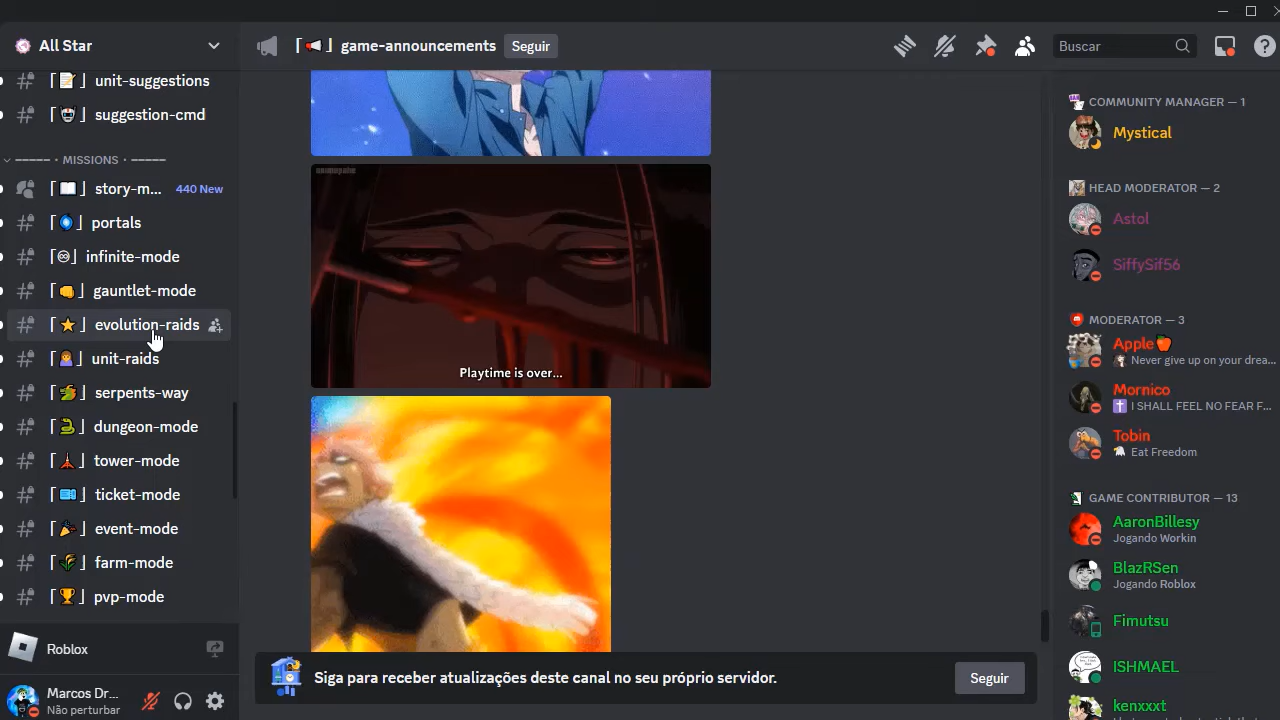 All Star
unit-suggestions
suggestion-cmd
----- · MISSIONS · -----
story-m... 440 New
portals
infinite-mode
gauntlet-mode
evolution-raids
unit-raids
serpents-way
dungeon-mode
tower-mode
ticket-mode
event-mode
farm-mode
pvp-mode
Roblox
Marcos Dr...
Não perturbar
game-announcements
Seguir
Buscar
Playtime is over...
Siga para receber atualizações deste canal no seu próprio servidor.
Seguir
COMMUNITY MANAGER — 1
Mystical
HEAD MODERATOR — 2
Astol
SiffySif56
MODERATOR — 3
Apple
Never give up on your drea...
Mornico
I SHALL FEEL NO FEAR F...
Tobin
Eat Freedom
GAME CONTRIBUTOR — 13
AaronBillesy
Jogando Workin
BlazRSen
Jogando Roblox
Fimutsu
ISHMAEL
kenxxxt